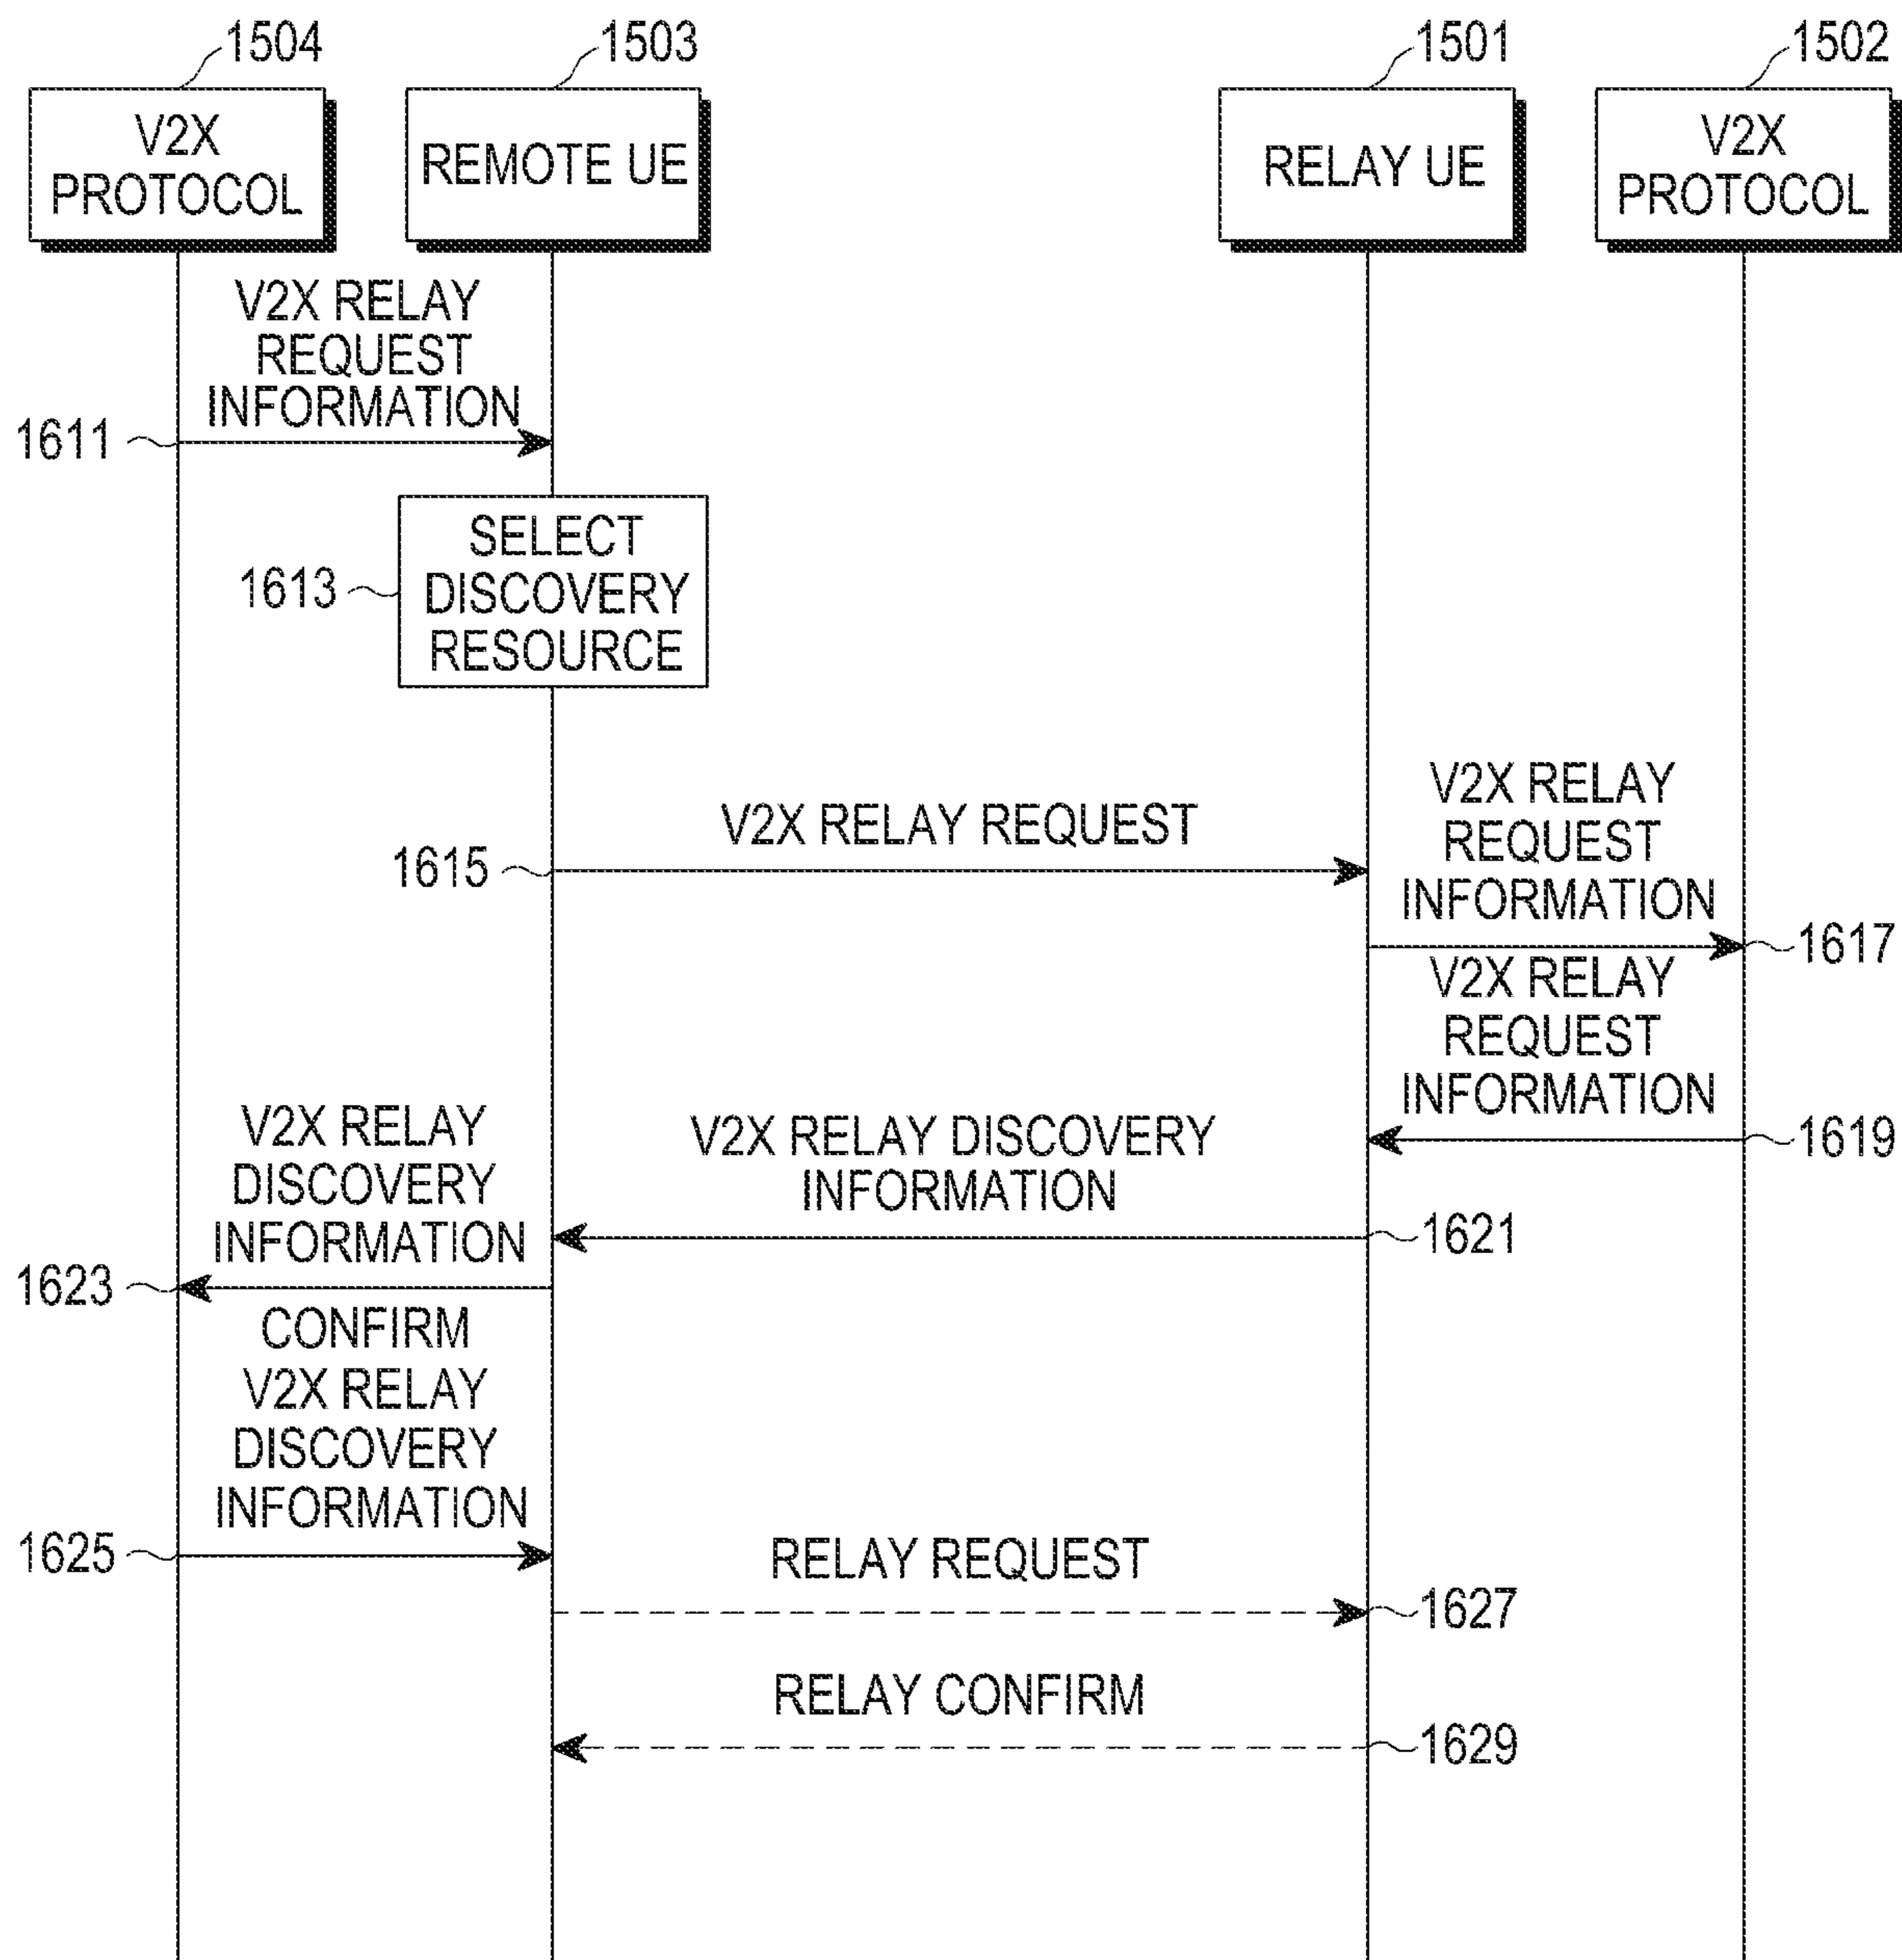 1504
1503
1501
1502
V2X
PROTOCOL
REMOTE UE
RELAY UE
V2X
PROTOCOL
V2X RELAY
REQUEST
INFORMATION
1611
SELECT
DISCOVERY
RESOURCE
1613
V2X RELAY REQUEST
1615
V2X RELAY
REQUEST
INFORMATION
1617
V2X RELAY
REQUEST
INFORMATION
1619
V2X RELAY DISCOVERY
INFORMATION
1621
V2X RELAY
DISCOVERY
INFORMATION
1623
CONFIRM
V2X RELAY
DISCOVERY
INFORMATION
1625
RELAY REQUEST
1627
RELAY CONFIRM
1629